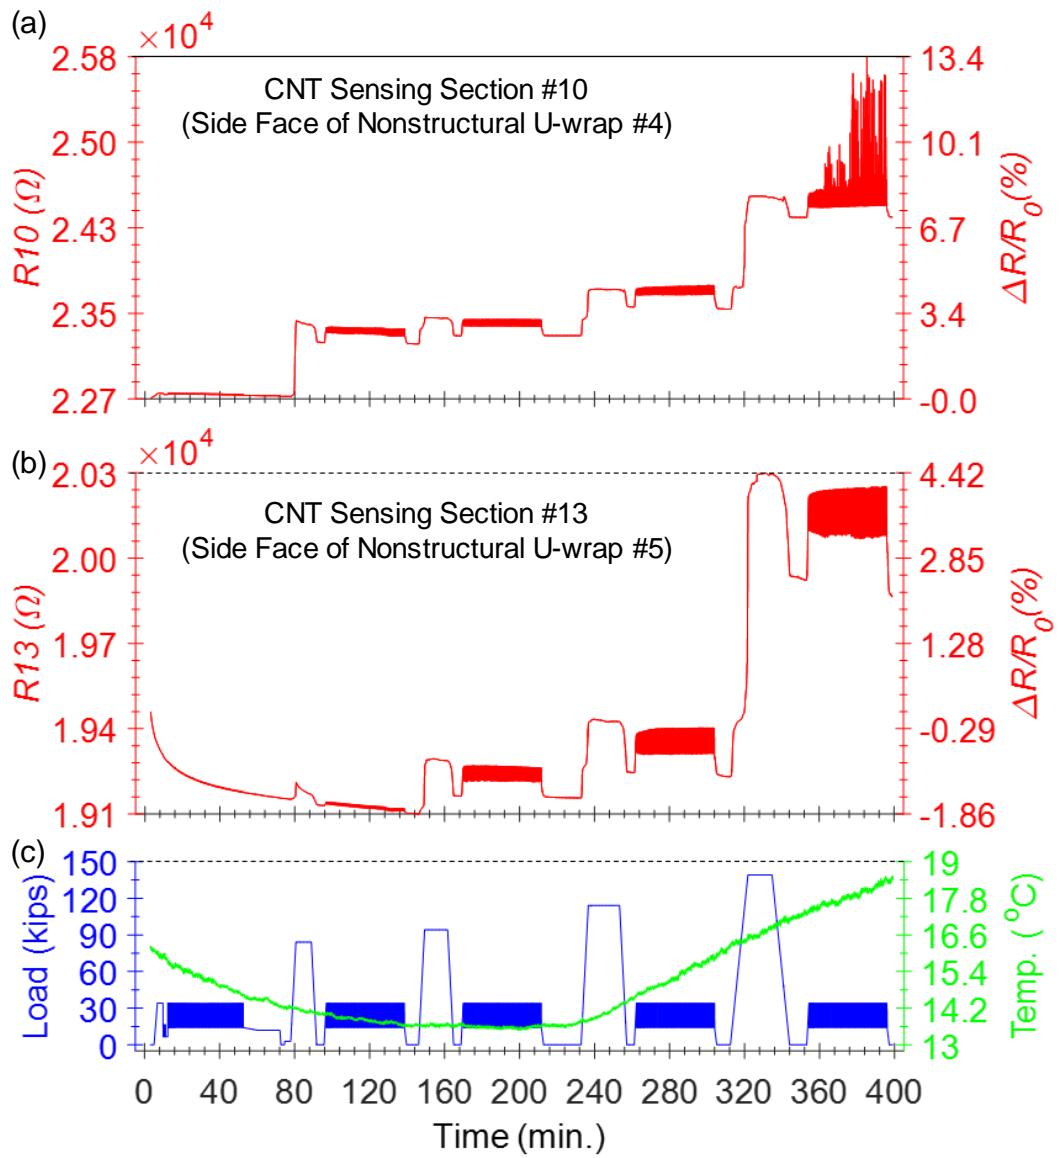 (a)
×10⁴
2.58
2.50
2.43
2.35
2.27
R10 (Ω)
CNT Sensing Section #10
(Side Face of Nonstructural U-wrap #4)
13.4
10.1
6.7
3.4
-0.0
ΔR/R₀(%)
(b)
×10⁴
2.03
2.00
1.97
1.94
1.91
R13 (Ω)
CNT Sensing Section #13
(Side Face of Nonstructural U-wrap #5)
4.42
2.85
1.28
-0.29
-1.86
ΔR/R₀(%)
(c)
150
120
90
60
30
0
Load (kips)
19
17.8
16.6
15.4
14.2
13
Temp. (°C)
0 40 80 120 160 200 240 280 320 360 400
Time (min.)